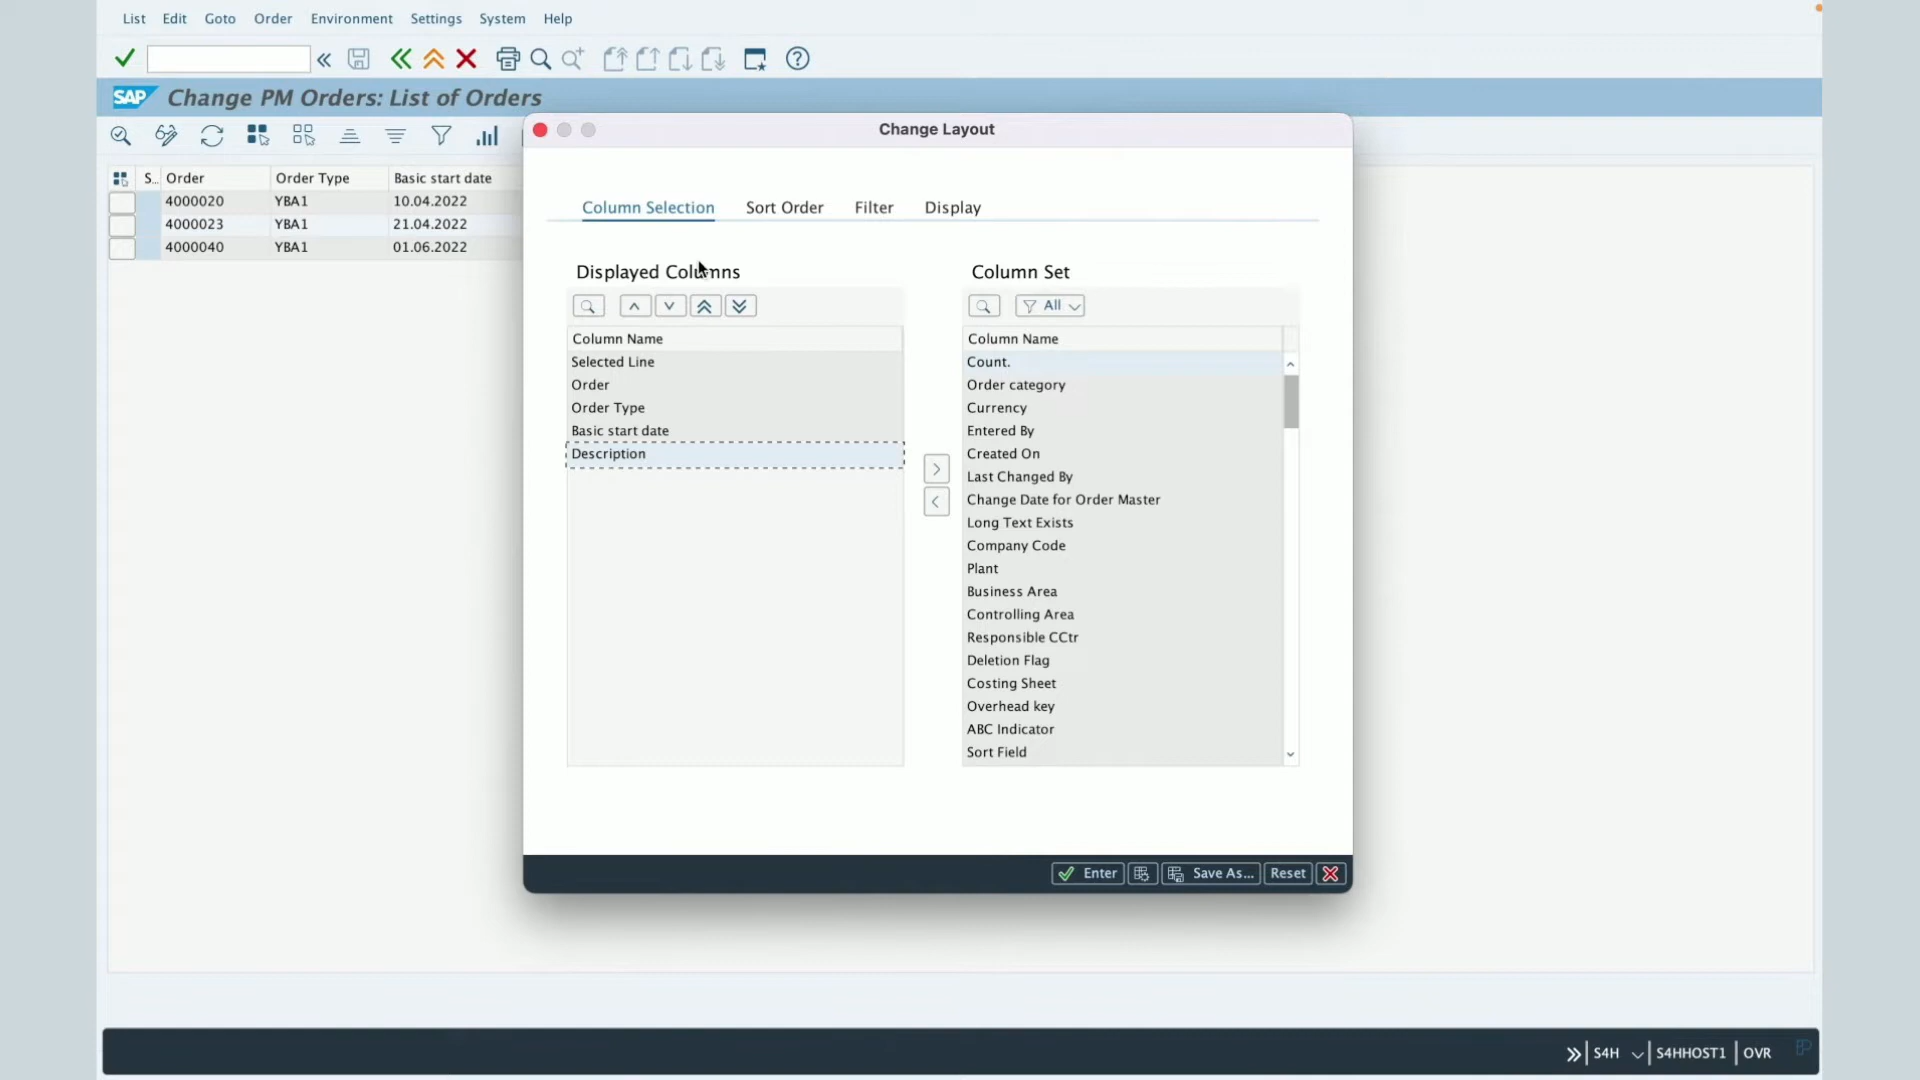 List Edit Goto Order Environment Settings System Help
SAP Change PM Orders: List of Orders
S.. Order Order Type Basic start date
4000020 YBA1 10.04.2022
4000023 YBA1 21.04.2022
4000040 YBA1 01.06.2022
Change Layout
Column Selection Sort Order Filter Display
Displayed Columns
Column Name
Selected Line
Order
Order Type
Basic start date
Description
Column Set
All
Column Name
Count.
Order category
Currency
Entered By
Created On
Last Changed By
Change Date for Order Master
Long Text Exists
Company Code
Plant
Business Area
Controlling Area
Responsible CCtr
Deletion Flag
Costing Sheet
Overhead key
ABC Indicator
Sort Field
Enter Save As... Reset
S4H S4HHOST1 OVR